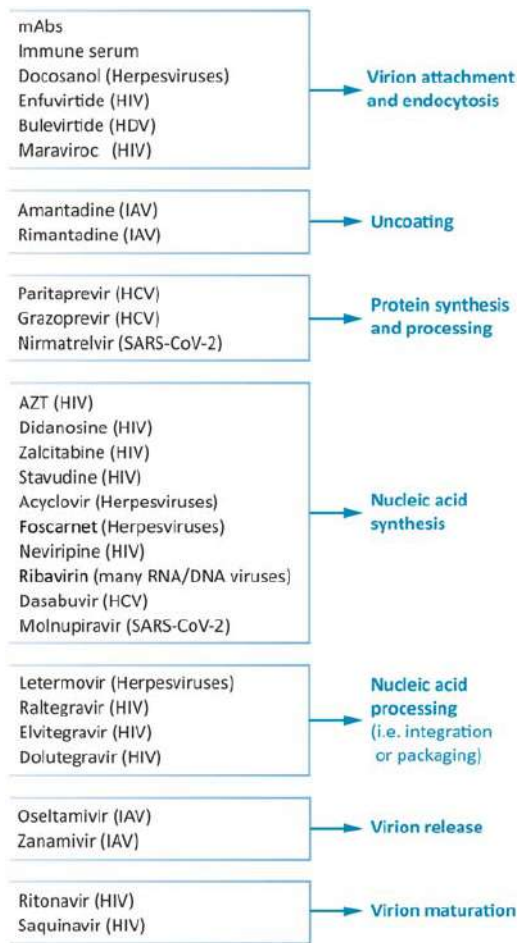 mAbs
Immune serum
Docosanol (Herpesviruses)
Enfuvirtide (HIV)
Bulevirtide (HDV)
Maraviroc (HIV)
Virion attachment
and endocytosis
Amantadine (IAV)
Rimantadine (IAV)
Uncoating
Paritaprevir (HCV)
Grazoprevir (HCV)
Nirmatrelvir (SARS-CoV-2)
Protein synthesis
and processing
AZT (HIV)
Didanosine (HIV)
Zalcitabine (HIV)
Stavudine (HIV)
Acyclovir (Herpesviruses)
Foscarnet (Herpesviruses)
Neviripine (HIV)
Ribavirin (many RNA/DNA viruses)
Dasabuvir (HCV)
Molnupiravir (SARS-CoV-2)
Nucleic acid
synthesis
Letermovir (Herpesviruses)
Raltegravir (HIV)
Elvitegravir (HIV)
Dolutegravir (HIV)
Nucleic acid
processing
(i.e. integration
or packaging)
Oseltamivir (IAV)
Zanamivir (IAV)
Virion release
Ritonavir (HIV)
Saquinavir (HIV)
Virion maturation